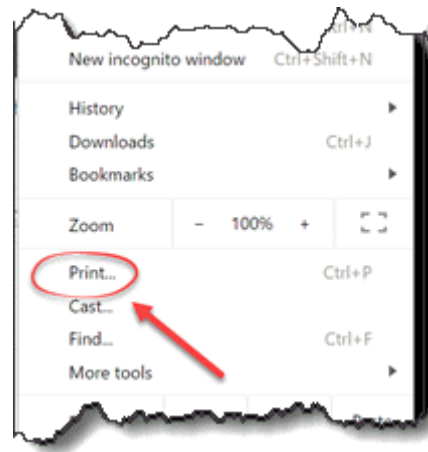 New incognito window Ctrl+Shift+N
History
Downloads Ctrl+J
Bookmarks
Zoom - 100% +
Print... Ctrl+P
Cast...
Find... Ctrl+F
More tools